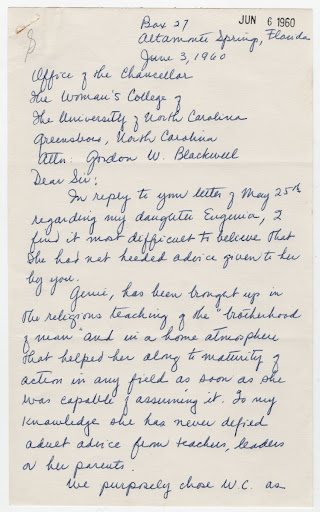 Box 27
JUN 6 1960
Altamonte Springs, Florida
June 3, 1960
Office of the Chancellor
The Woman's College of
The University of North Carolina
Greensboro, North Carolina
Attn: Gordon W. Blackwell
Dear Sir:
In reply to your letter of May 25th
regarding my daughter Eugenia, I
find it most difficult to believe that
she had not heeded advice given to her
by you.
Genie, has been brought up in
the religious teaching of the "brotherhood
of man" and in a home atmosphere
that helped her along to maturity of
action in any field as soon as she
was capable of assuming it. To my
knowledge she has never defied
adult advice from teachers, leaders
or her parents.
We purposely chose W.C. as